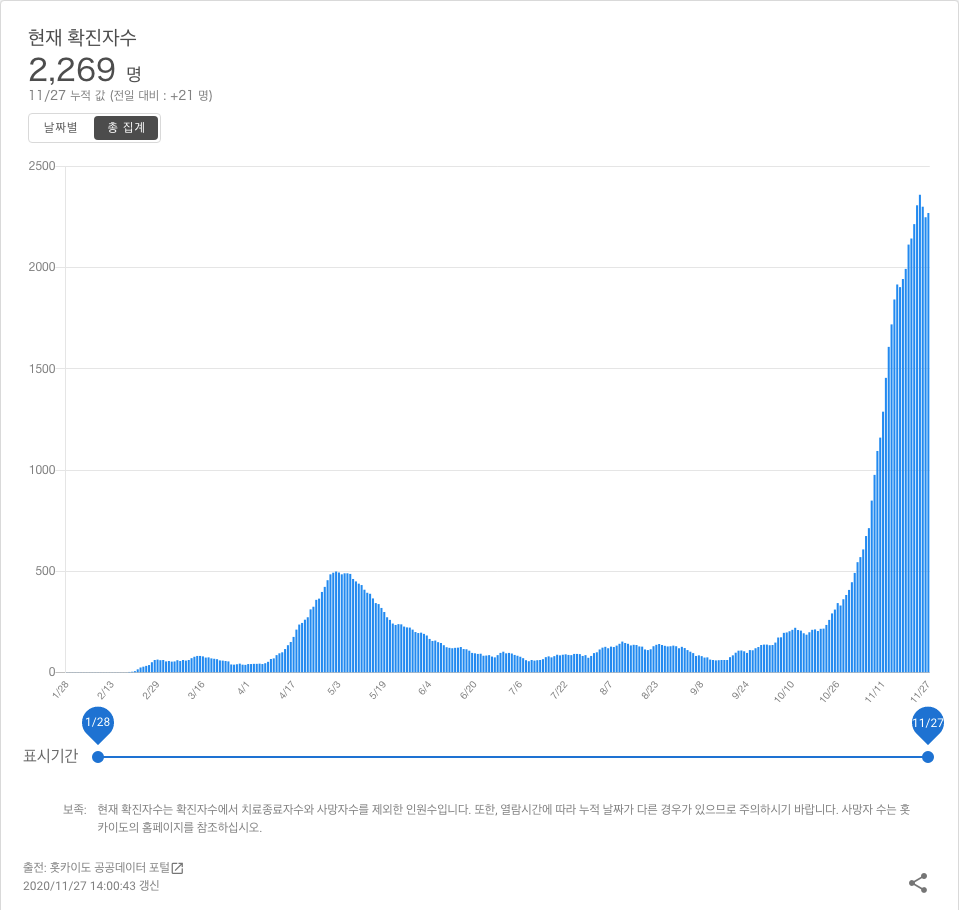 현재 확진자수
2,269 명
11/27 누적 값 (전일 대비 : +21 명)
날짜별 총 집계
2500
2000
1500
1000
500
0
1/28 2/13 2/29 3/16 4/1 4/17 5/3 5/19 6/4 6/20 7/6 7/22 8/7 8/23 9/8 9/24 10/10 10/26 11/11 11/27
1/28 11/27
표시기간
보족: 현재 확진자수는 확진자수에서 치료종료자수와 사망자수를 제외한 인원수입니다. 또한, 열람시간에 따라 누적 날짜가 다른 경우가 있으므로 주의하시기 바랍니다. 사망자 수는 홋
카이도의 홈페이지를 참조하십시오.
출전: 홋카이도 공공데이터 포털
2020/11/27 14:00:43 갱신